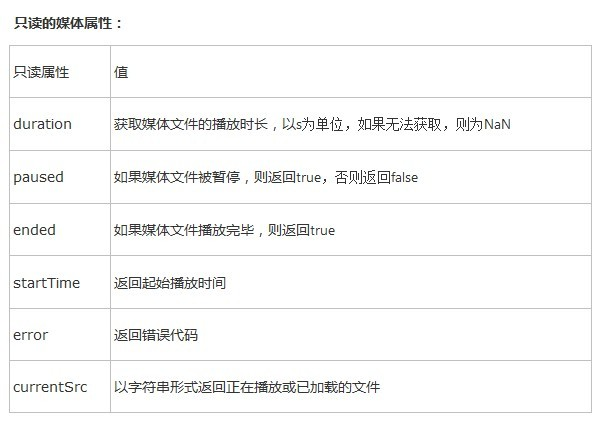 只读的媒体属性：
只读属性 值
duration 获取媒体文件的播放时长，以s为单位，如果无法获取，则为NaN
paused 如果媒体文件被暂停，则返回true，否则返回false
ended 如果媒体文件播放完毕，则返回true
startTime 返回起始播放时间
error 返回错误代码
currentSrc 以字符串形式返回正在播放或已加载的文件